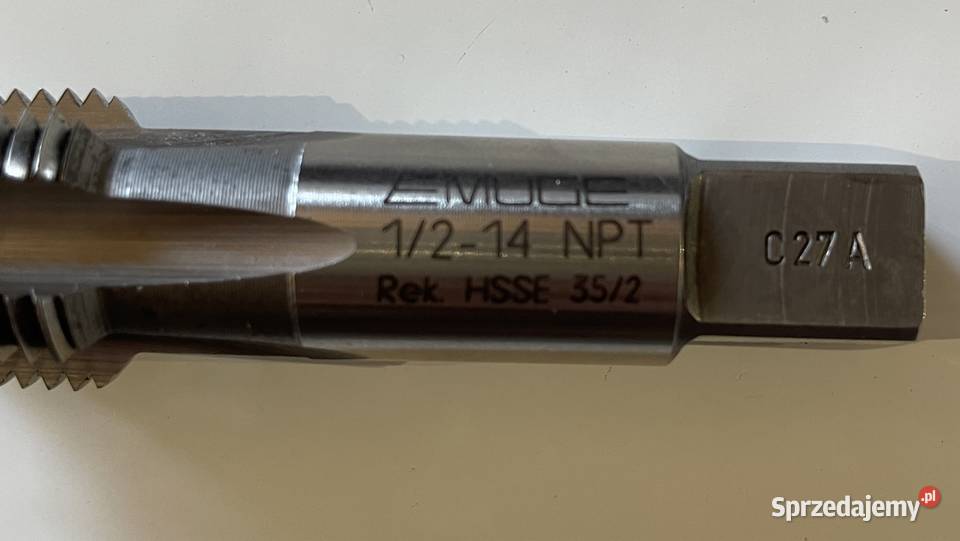 EMUGE
1/2-14 NPT
Rek. HSSE 35/2
C27A
Sprzedajemy.pl